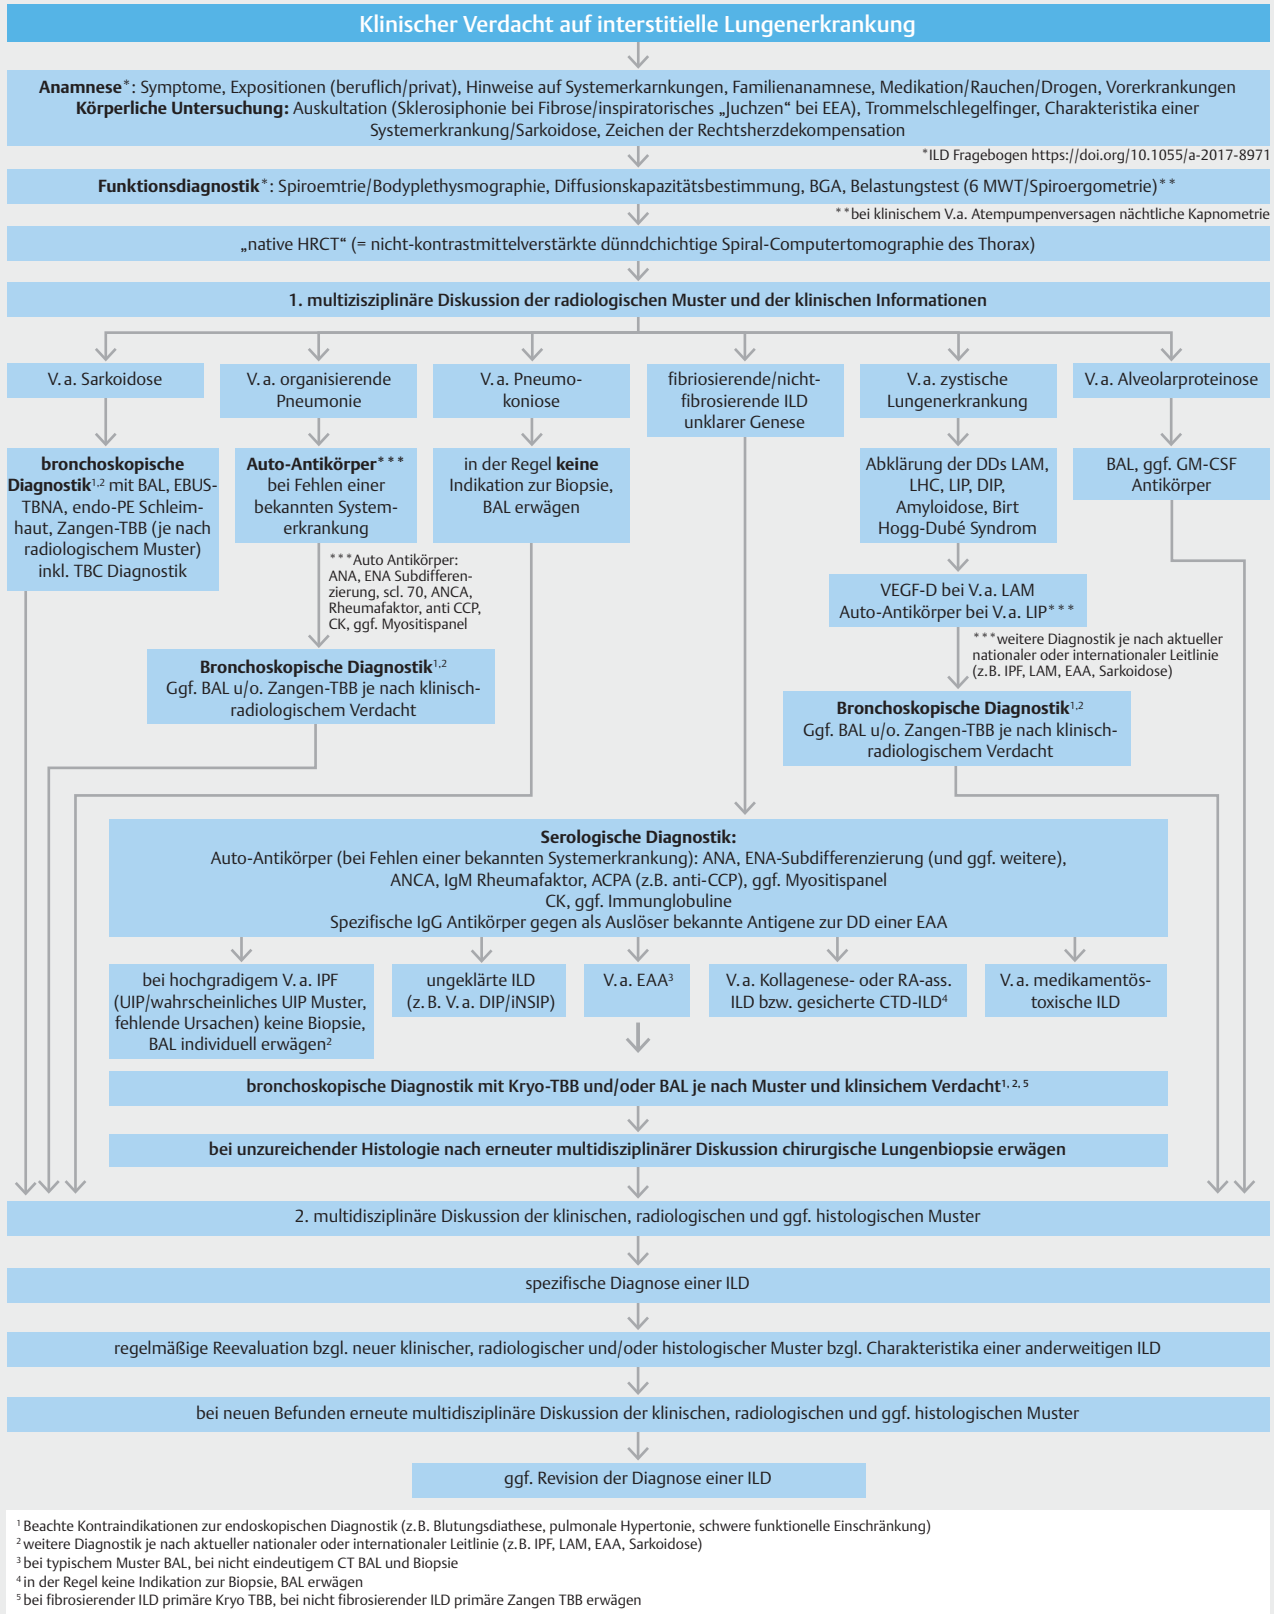 Klinischer Verdacht auf interstitielle Lungenerkrankung
Anamnese*: Symptome, Expositionen (beruflich/privat), Hinweise auf Systemerkarnkungen, Familienanamnese, Medikation/Rauchen/Drogen, Vorerkrankungen
Körperliche Untersuchung: Auskultation (Sklerosiphonie bei Fibrose/inspiratorisches „Juchzen“ bei EEA), Trommelschlegelfinger, Charakteristika einer
Systemerkrankung/Sarkoidose, Zeichen der Rechtsherzdekompensation
*ILD Fragebogen https://doi.org/10.1055/a-2017-8971
Funktionsdiagnostik*: Spiroemtrie/Bodyplethysmographie, Diffusionskapazitätsbestimmung, BGA, Belastungstest (6 MWT/Spiroergometrie)**
**bei klinischem V.a. Atempumpenversagen nächtliche Kapnometrie
„native HRCT“ (= nicht-kontrastmittelverstärkte dünndchichtige Spiral-Computertomographie des Thorax)
1. multizisziplinäre Diskussion der radiologischen Muster und der klinischen Informationen
V.a. Sarkoidose
V.a. organisierende
Pneumonie
V.a. Pneumo-
koniose
fibriosierende/nicht-
fibrosierende ILD
unklarer Genese
V.a. zystische
Lungenerkrankung
V.a. Alveolarproteinose
bronchoskopische
Diagnostik1,2 mit BAL, EBUS-
TBNA, endo-PE Schleim-
haut, Zangen-TBB (je nach
radiologischem Muster)
inkl. TBC Diagnostik
Auto-Antikörper***
bei Fehlen einer
bekannten System-
erkrankung
in der Regel keine
Indikation zur Biopsie,
BAL erwägen
Abklärung der DDs LAM,
LHC, LIP, DIP,
Amyloidose, Birt
Hogg-Dubé Syndrom
BAL, ggf. GM-CSF
Antikörper
***Auto Antikörper:
ANA, ENA Subdifferen-
zierung, scl. 70, ANCA,
Rheumafaktor, anti CCP,
CK, ggf. Myositispanel
VEGF-D bei V.a. LAM
Auto-Antikörper bei V.a. LIP***
***weitere Diagnostik je nach aktueller
nationaler oder internationaler Leitlinie
(z.B. IPF, LAM, EAA, Sarkoidose)
Bronchoskopische Diagnostik1,2
Ggf. BAL u/o. Zangen-TBB je nach klinisch-
radiologischem Verdacht
Bronchoskopische Diagnostik1,2
Ggf. BAL u/o. Zangen-TBB je nach klinisch-
radiologischem Verdacht
Serologische Diagnostik:
Auto-Antikörper (bei Fehlen einer bekannten Systemerkrankung): ANA, ENA-Subdifferenzierung (und ggf. weitere),
ANCA, IgM Rheumafaktor, ACPA (z.B. anti-CCP), ggf. Myositispanel
CK, ggf. Immunglobuline
Spezifische IgG Antikörper gegen als Auslöser bekannte Antigene zur DD einer EAA
bei hochgradigem V.a. IPF
(UIP/wahrscheinliches UIP Muster,
fehlende Ursachen) keine Biopsie,
BAL individuell erwägen2
ungeklärte ILD
(z.B. V.a. DIP/iNSIP)
V.a. EAA3
V.a. Kollagenese- oder RA-ass.
ILD bzw. gesicherte CTD-ILD4
V.a. medikamentös-
toxische ILD
bronchoskopische Diagnostik mit Kryo-TBB und/oder BAL je nach Muster und klinsichem Verdacht1, 2, 5
bei unzureichender Histologie nach erneuter multidisziplinärer Diskussion chirurgische Lungenbiopsie erwägen
2. multidisziplinäre Diskussion der klinischen, radiologischen und ggf. histologischen Muster
spezifische Diagnose einer ILD
regelmäßige Reevaluation bzgl. neuer klinischer, radiologischer und/oder histologischer Muster bzgl. Charakteristika einer anderweitigen ILD
bei neuen Befunden erneute multidisziplinäre Diskussion der klinischen, radiologischen und ggf. histologischen Muster
ggf. Revision der Diagnose einer ILD
1 Beachte Kontraindikationen zur endoskopischen Diagnostik (z.B. Blutungsdiathese, pulmonale Hypertonie, schwere funktionelle Einschränkung)
2 weitere Diagnostik je nach aktueller nationaler oder internationaler Leitlinie (z.B. IPF, LAM, EAA, Sarkoidose)
3 bei typischem Muster BAL, bei nicht eindeutigem CT BAL und Biopsie
4 in der Regel keine Indikation zur Biopsie, BAL erwägen
5 bei fibrosierender ILD primäre Kryo TBB, bei nicht fibrosierender ILD primäre Zangen TBB erwägen